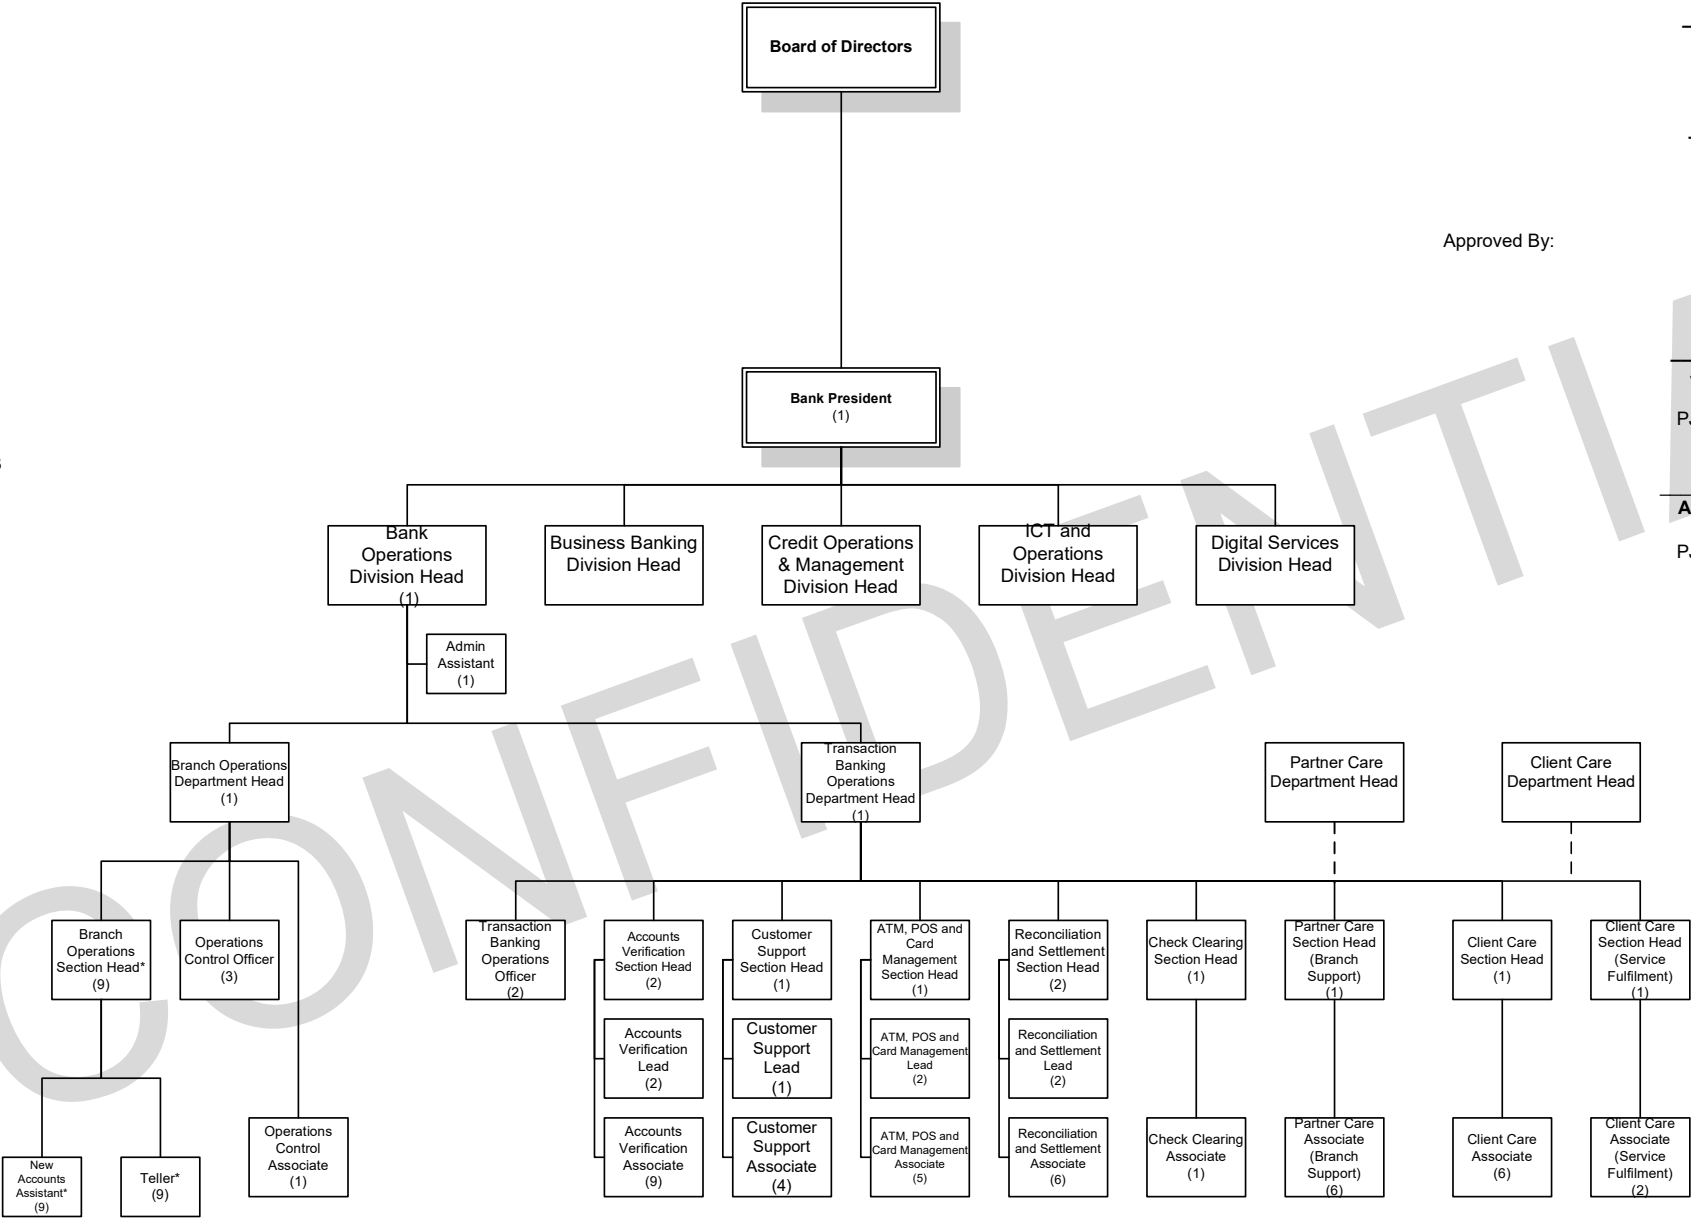 Board of Directors
Approved By:
Bank President
(1)
PJ
A
PJ
Bank
Operations
Division Head
(1)
Business Banking
Division Head
Credit Operations
& Management
Division Head
ICT and
Operations
Division Head
Digital Services
Division Head
Admin
Assistant
(1)
Branch Operations
Department Head
(1)
Transaction
Banking
Operations
Department Head
(1)
Partner Care
Department Head
Client Care
Department Head
Branch
Operations
Section Head*
(9)
Operations
Control Officer
(3)
Transaction
Banking
Operations
Officer
(2)
Accounts
Verification
Section Head
(2)
Customer
Support
Section Head
(1)
ATM, POS and
Card
Management
Section Head
(1)
Reconciliation
and Settlement
Section Head
(2)
Check Clearing
Section Head
(1)
Partner Care
Section Head
(Branch
Support)
(1)
Client Care
Section Head
(1)
Client Care
Section Head
(Service
Fulfilment)
(1)
Accounts
Verification
Lead
(2)
Customer
Support
Lead
(1)
ATM, POS and
Card Management
Lead
(2)
Reconciliation
and Settlement
Lead
(2)
New
Accounts
Assistant*
(9)
Teller*
(9)
Operations
Control
Associate
(1)
Accounts
Verification
Associate
(9)
Customer
Support
Associate
(4)
ATM, POS and
Card Management
Associate
(5)
Reconciliation
and Settlement
Associate
(6)
Check Clearing
Associate
(1)
Partner Care
Associate
(Branch
Support)
(6)
Client Care
Associate
(6)
Client Care
Associate
(Service
Fulfilment)
(2)
CONFIDENTIA